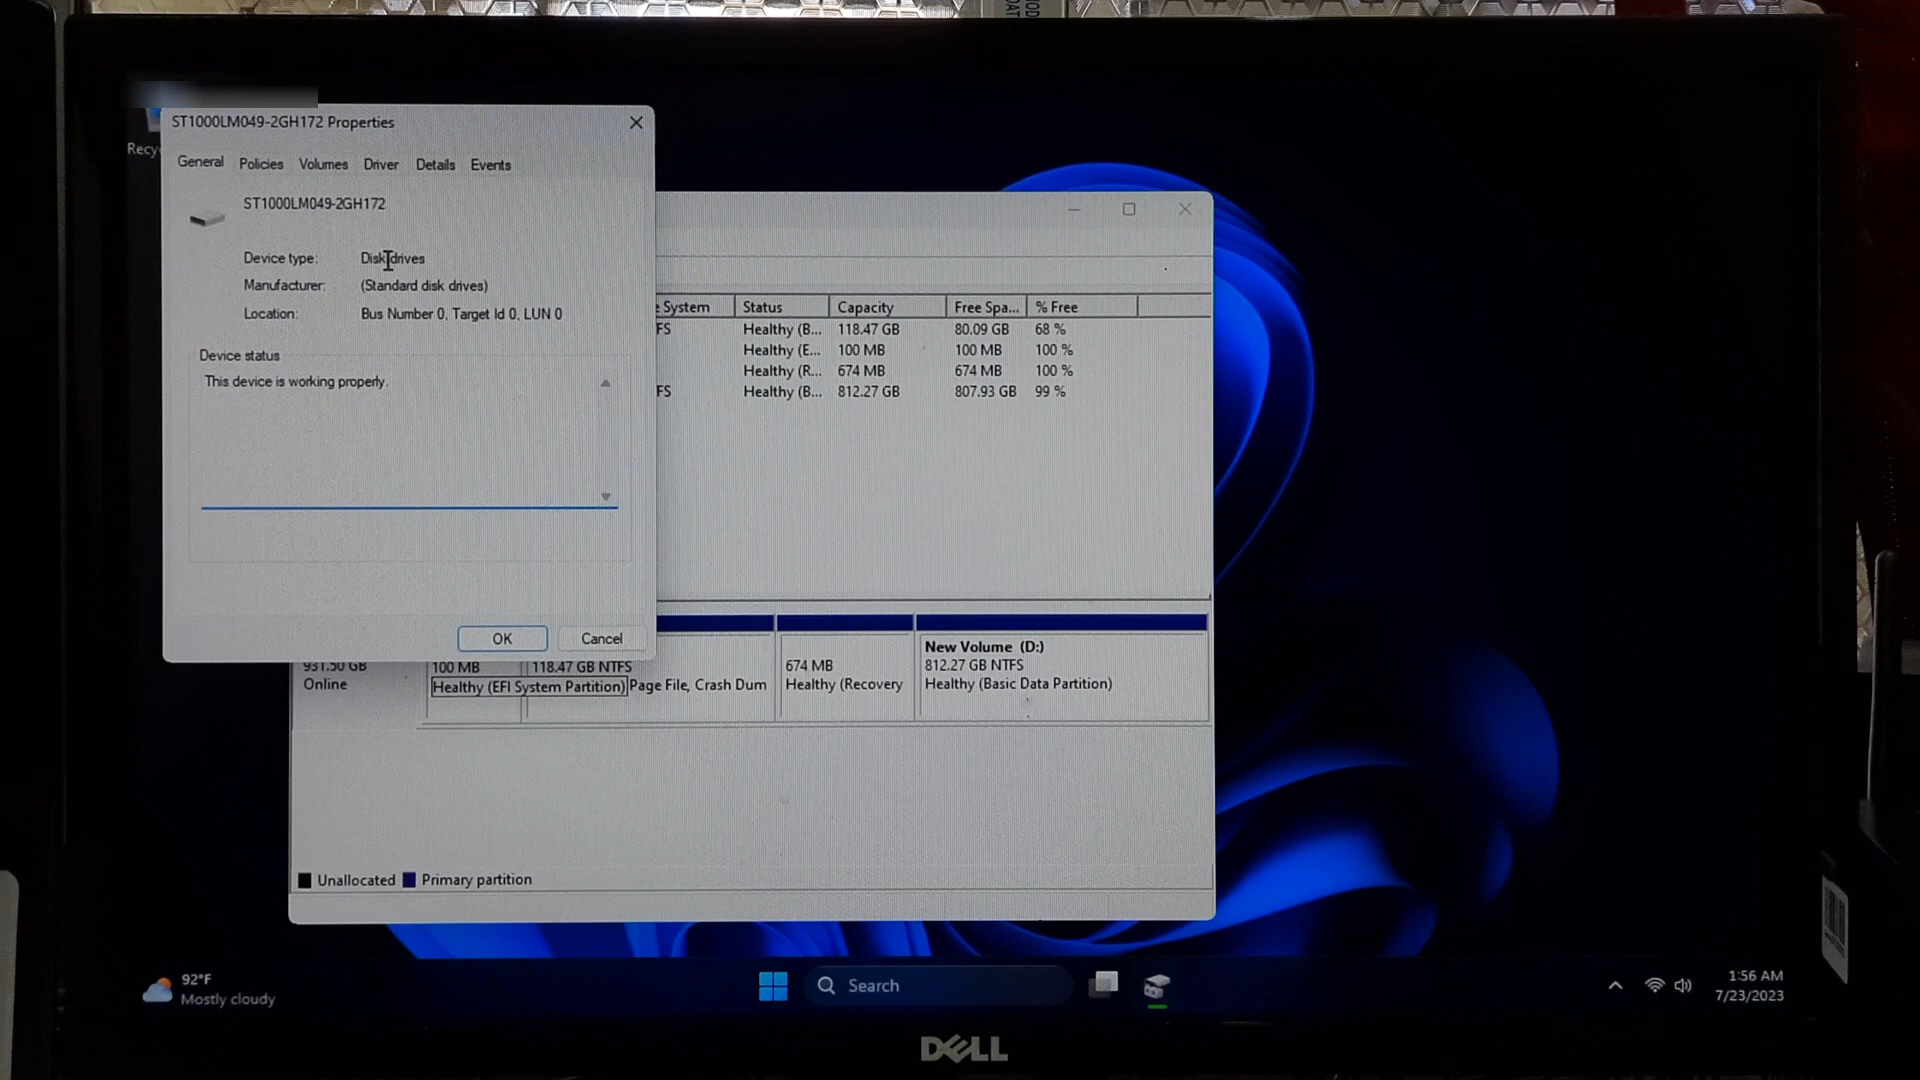 Recy
ST1000LM049-2GH172 Properties
General Policies Volumes Driver Details Events
ST1000LM049-2GH172
Device type: Disk drives
Manufacturer: (Standard disk drives)
Location: Bus Number 0, Target Id 0, LUN 0
Device status
This device is working properly.
OK Cancel
e System Status Capacity Free Spa... % Free
FS Healthy (B... 118.47 GB 80.09 GB 68 %
Healthy (E... 100 MB 100 MB 100 %
Healthy (R... 674 MB 674 MB 100 %
FS Healthy (B... 812.27 GB 807.93 GB 99 %
931.50 GB
Online
100 MB
Healthy (EFI System Partition)
118.47 GB NTFS
Page File, Crash Dum
674 MB
Healthy (Recovery
New Volume (D:)
812.27 GB NTFS
Healthy (Basic Data Partition)
Unallocated Primary partition
92°F
Mostly cloudy
Search
1:56 AM
7/23/2023
DELL